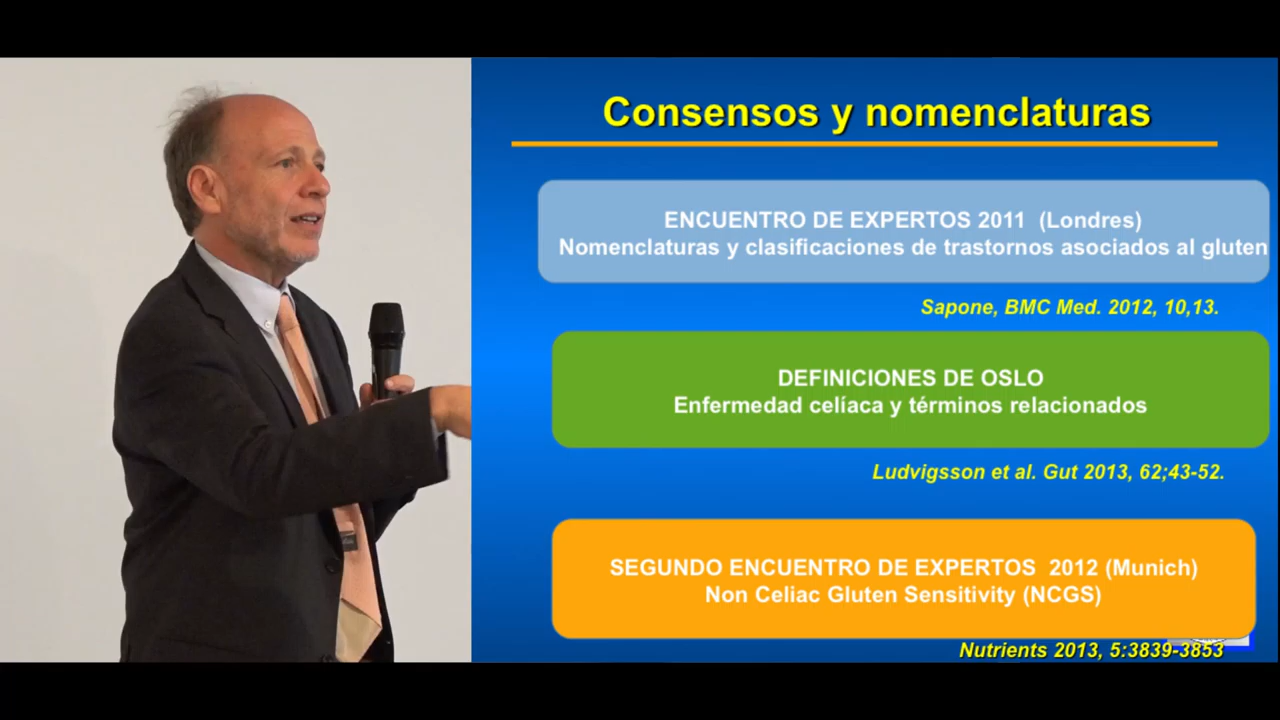 Consensos y nomenclaturas
ENCUENTRO DE EXPERTOS 2011 (Londres)
Nomenclaturas y clasificaciones de trastornos asociados al gluten
Sapone, BMC Med. 2012, 10,13.
DEFINICIONES DE OSLO
Enfermedad celíaca y términos relacionados
Ludvigsson et al. Gut 2013, 62;43-52.
SEGUNDO ENCUENTRO DE EXPERTOS 2012 (Munich)
Non Celiac Gluten Sensitivity (NCGS)
Nutrients 2013, 5:3839-3853